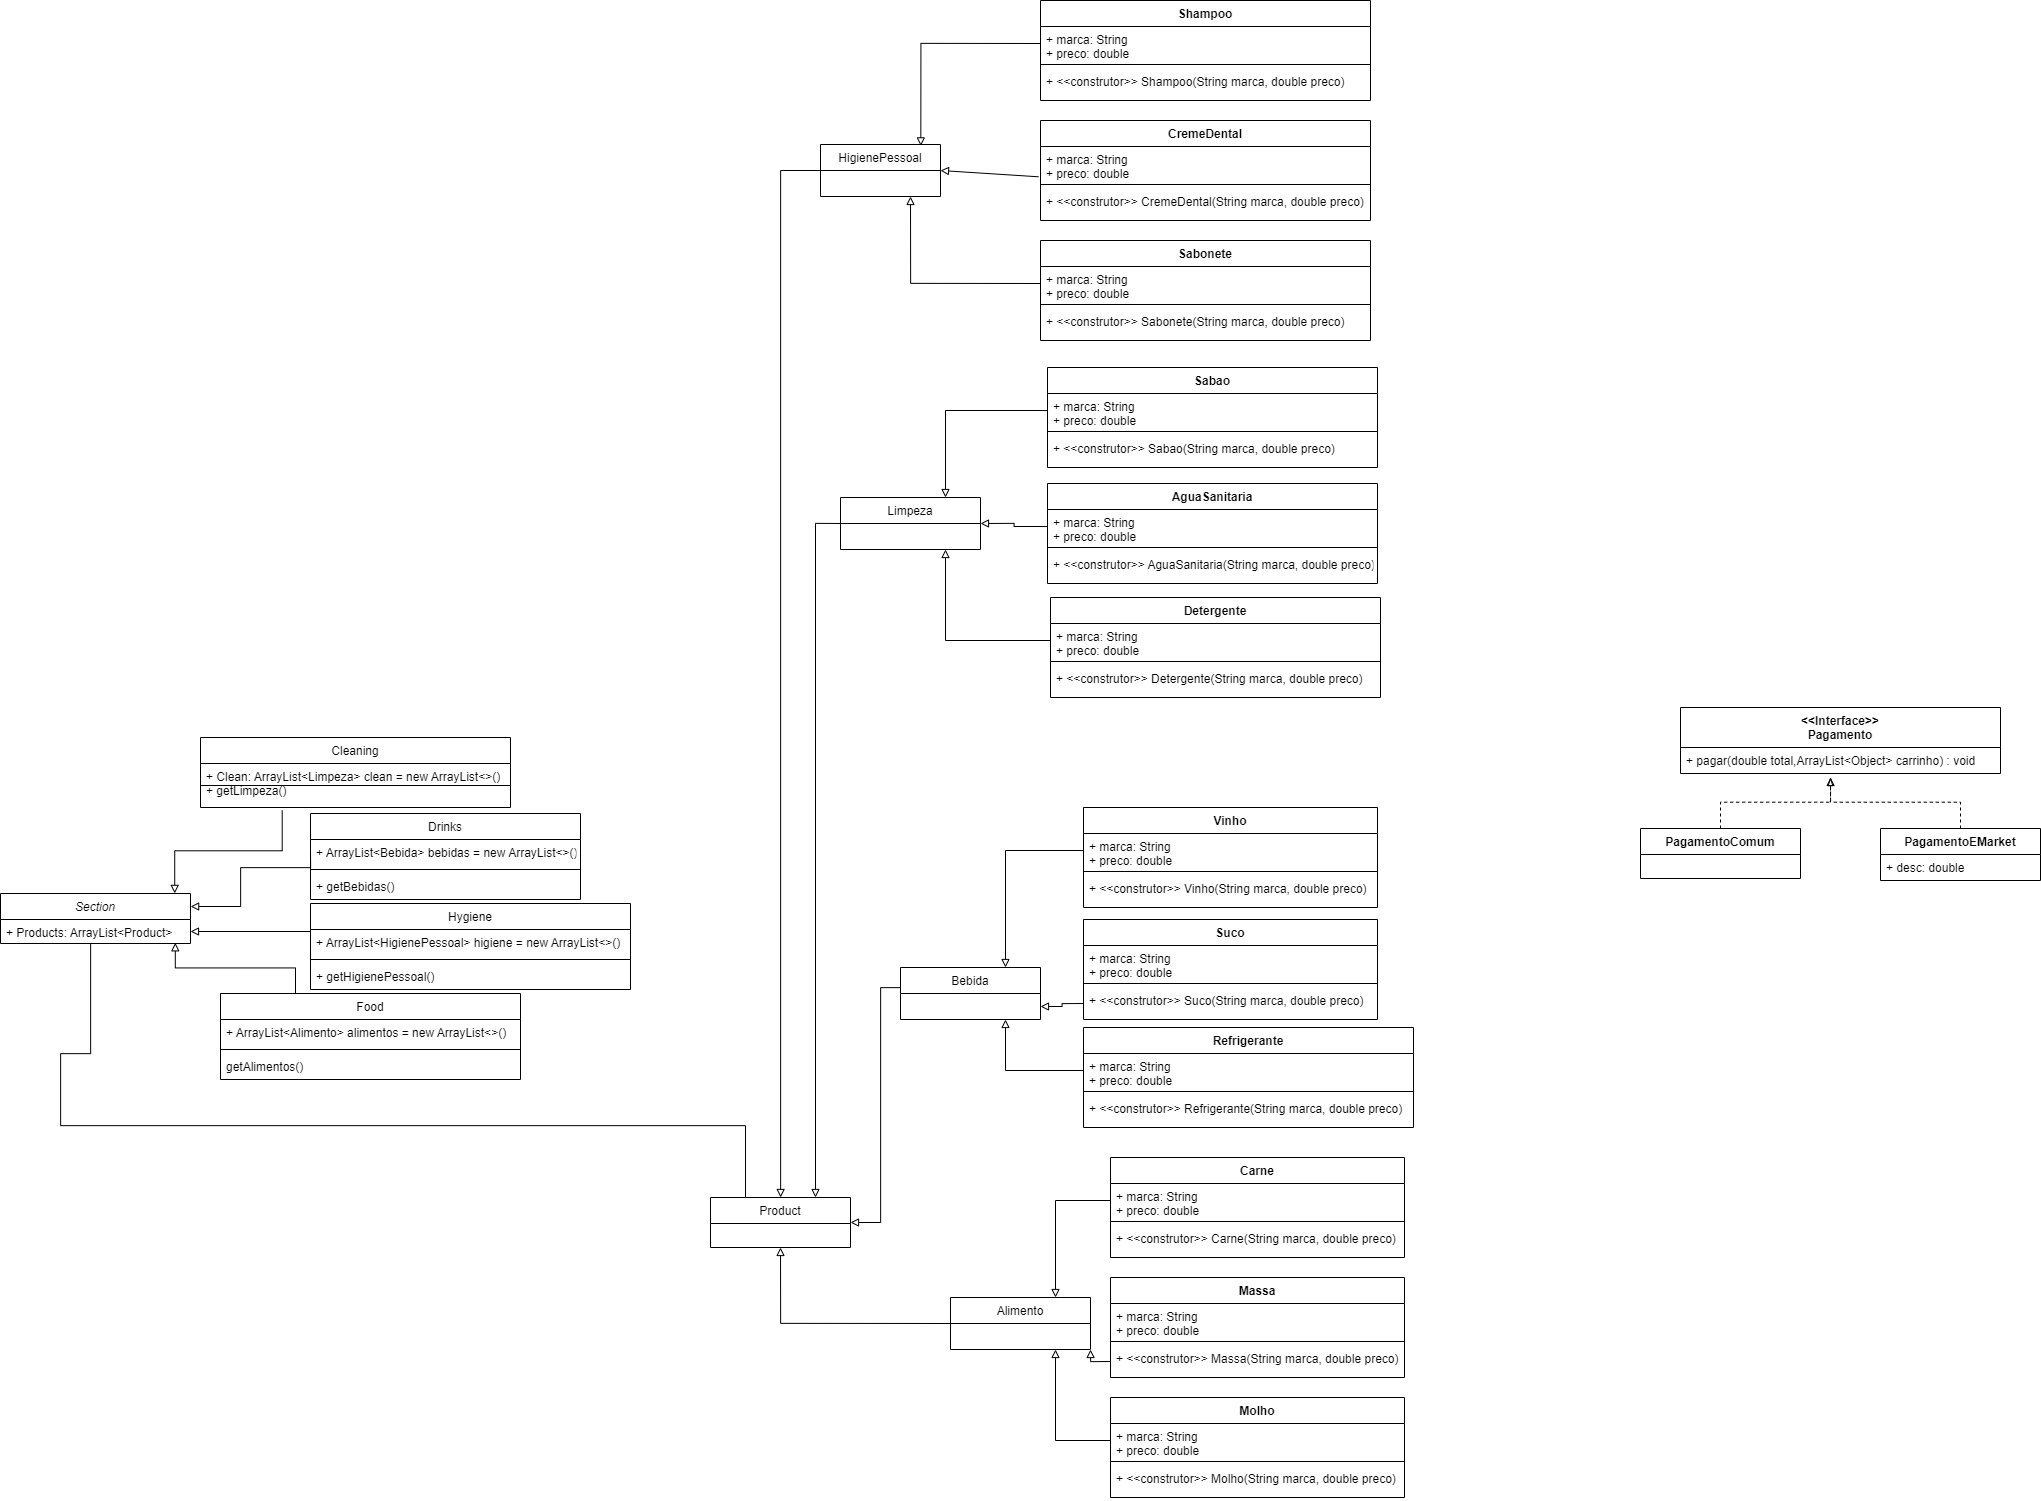 Shampoo
+ marca: String
+ preco: double
+ <<construtor>> Shampoo(String marca, double preco)
CremeDental
+ marca: String
+ preco: double
+ <<construtor>> CremeDental(String marca, double preco)
HigienePessoal
Sabonete
+ marca: String
+ preco: double
+ <<construtor>> Sabonete(String marca, double preco)
Sabao
+ marca: String
+ preco: double
+ <<construtor>> Sabao(String marca, double preco)
Limpeza
AguaSanitaria
+ marca: String
+ preco: double
+ <<construtor>> AguaSanitaria(String marca, double preco)
Detergente
+ marca: String
+ preco: double
+ <<construtor>> Detergente(String marca, double preco)
<<Interface>>
Pagamento
+ pagar(double total,ArrayList<Object> carrinho) : void
PagamentoComum
PagamentoEMarket
+ desc: double
Cleaning
+ Clean: ArrayList<Limpeza> clean = new ArrayList<>()
+ getLimpeza()
Drinks
+ ArrayList<Bebida> bebidas = new ArrayList<>()
+ getBebidas()
Section
+ Products: ArrayList<Product>
Hygiene
+ ArrayList<HigienePessoal> higiene = new ArrayList<>()
+ getHigienePessoal()
Food
+ ArrayList<Alimento> alimentos = new ArrayList<>()
getAlimentos()
Vinho
+ marca: String
+ preco: double
+ <<construtor>> Vinho(String marca, double preco)
Suco
+ marca: String
+ preco: double
+ <<construtor>> Suco(String marca, double preco)
Bebida
Refrigerante
+ marca: String
+ preco: double
+ <<construtor>> Refrigerante(String marca, double preco)
Product
Carne
+ marca: String
+ preco: double
+ <<construtor>> Carne(String marca, double preco)
Alimento
Massa
+ marca: String
+ preco: double
+ <<construtor>> Massa(String marca, double preco)
Molho
+ marca: String
+ preco: double
+ <<construtor>> Molho(String marca, double preco)